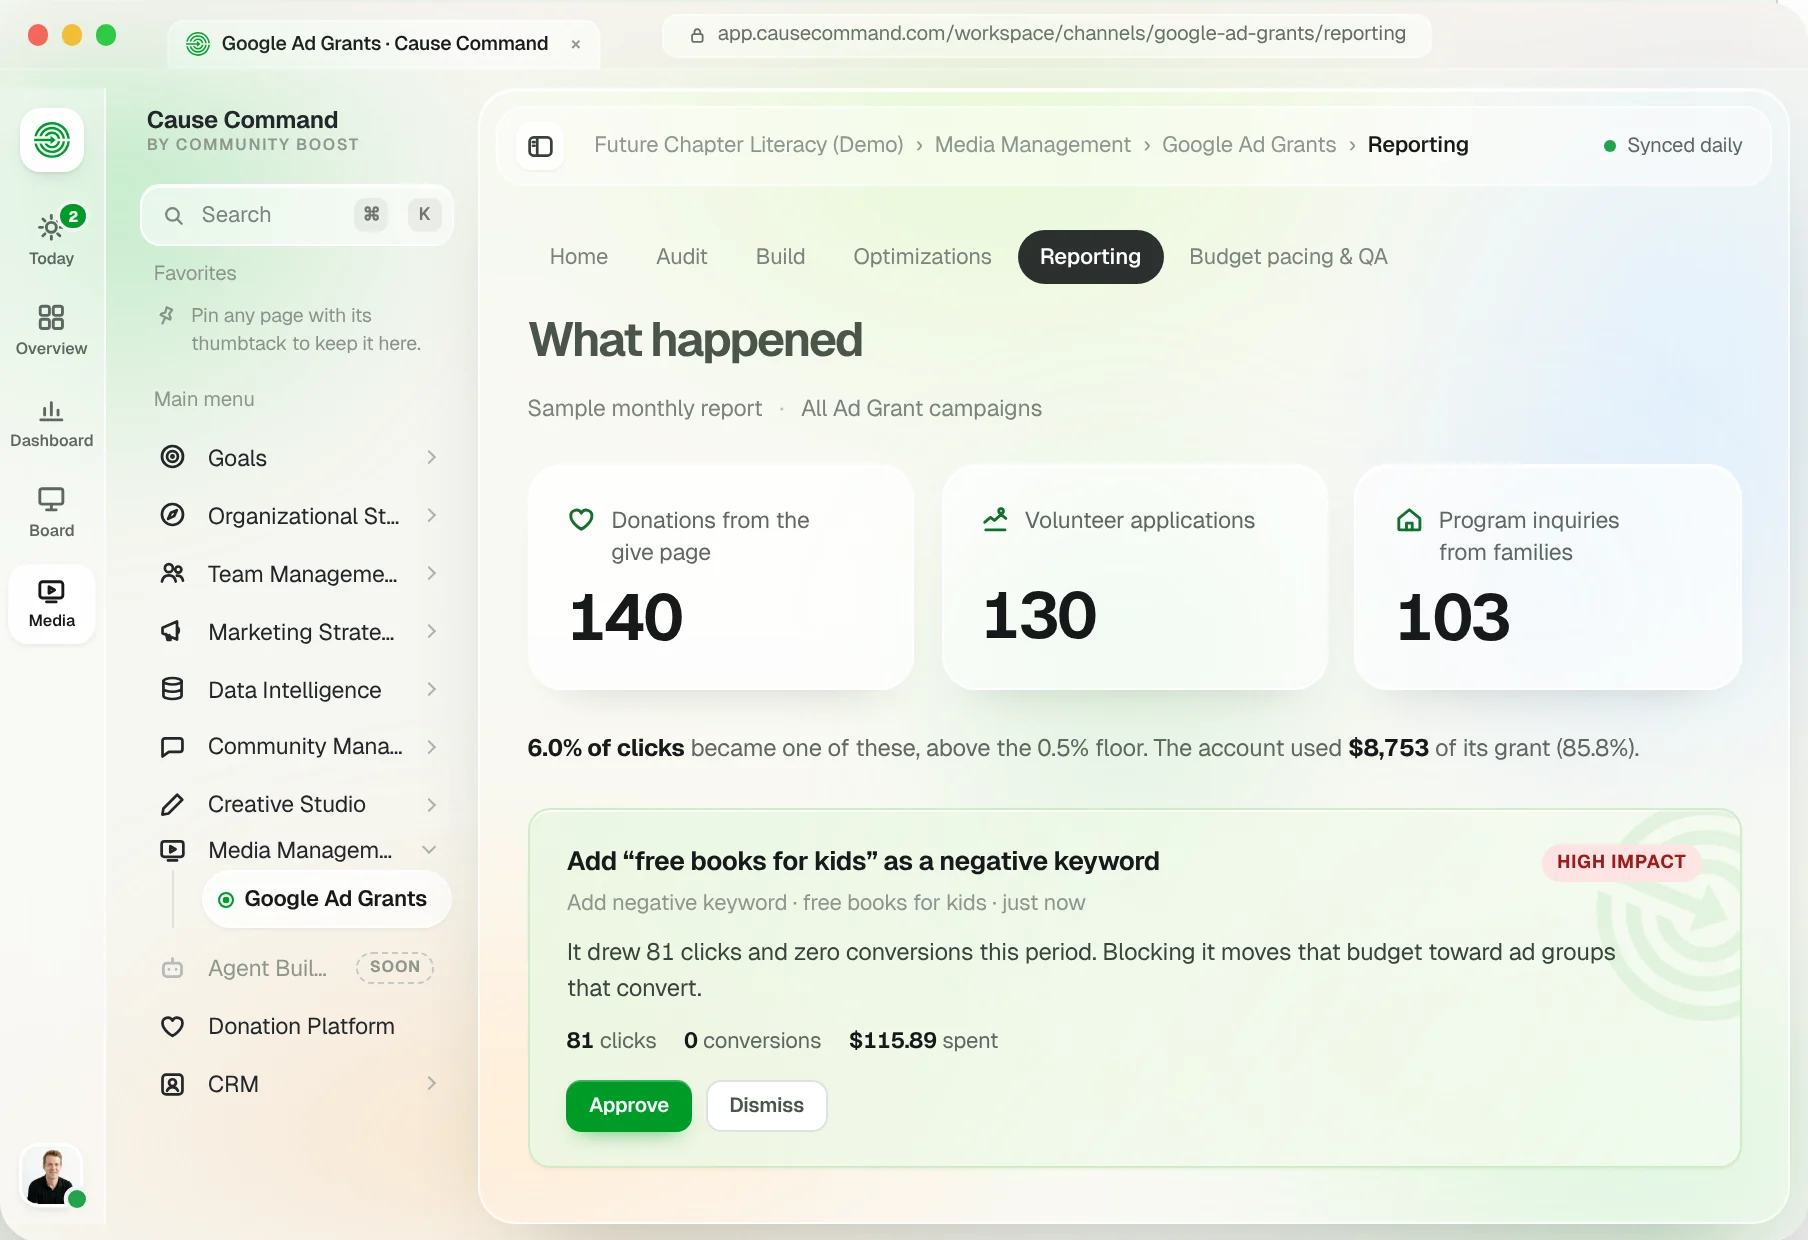 Google Ad Grants · Cause Command ×
app.causecommand.com/workspace/channels/google-ad-grants/reporting
2
Today
Overview
Dashboard
Board
Media
Cause Command
BY COMMUNITY BOOST
Search ⌘ K
Favorites
Pin any page with its
thumbtack to keep it here.
Main menu
Goals
Organizational St...
Team Manageme...
Marketing Strate...
Data Intelligence
Community Mana...
Creative Studio
Media Managem...
Google Ad Grants
Agent Buil... SOON
Donation Platform
CRM
Future Chapter Literacy (Demo) › Media Management › Google Ad Grants › Reporting
Synced daily
Home Audit Build Optimizations Reporting Budget pacing & QA
What happened
Sample monthly report · All Ad Grant campaigns
Donations from the
give page
140
Volunteer applications
130
Program inquiries
from families
103
6.0% of clicks became one of these, above the 0.5% floor. The account used $8,753 of its grant (85.8%).
Add “free books for kids” as a negative keyword
HIGH IMPACT
Add negative keyword · free books for kids · just now
It drew 81 clicks and zero conversions this period. Blocking it moves that budget toward ad groups
that convert.
81 clicks 0 conversions $115.89 spent
Approve Dismiss